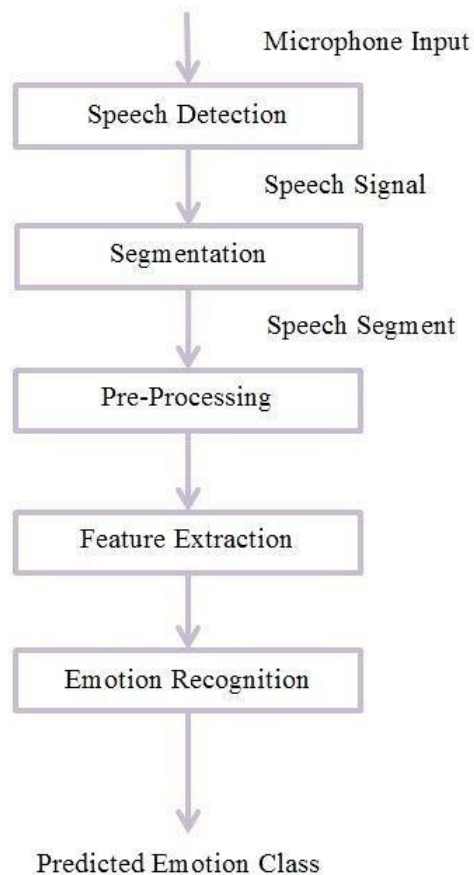 Microphone Input
Speech Detection
Speech Signal
Segmentation
Speech Segment
Pre-Processing
Feature Extraction
Emotion Recognition
Predicted Emotion Class